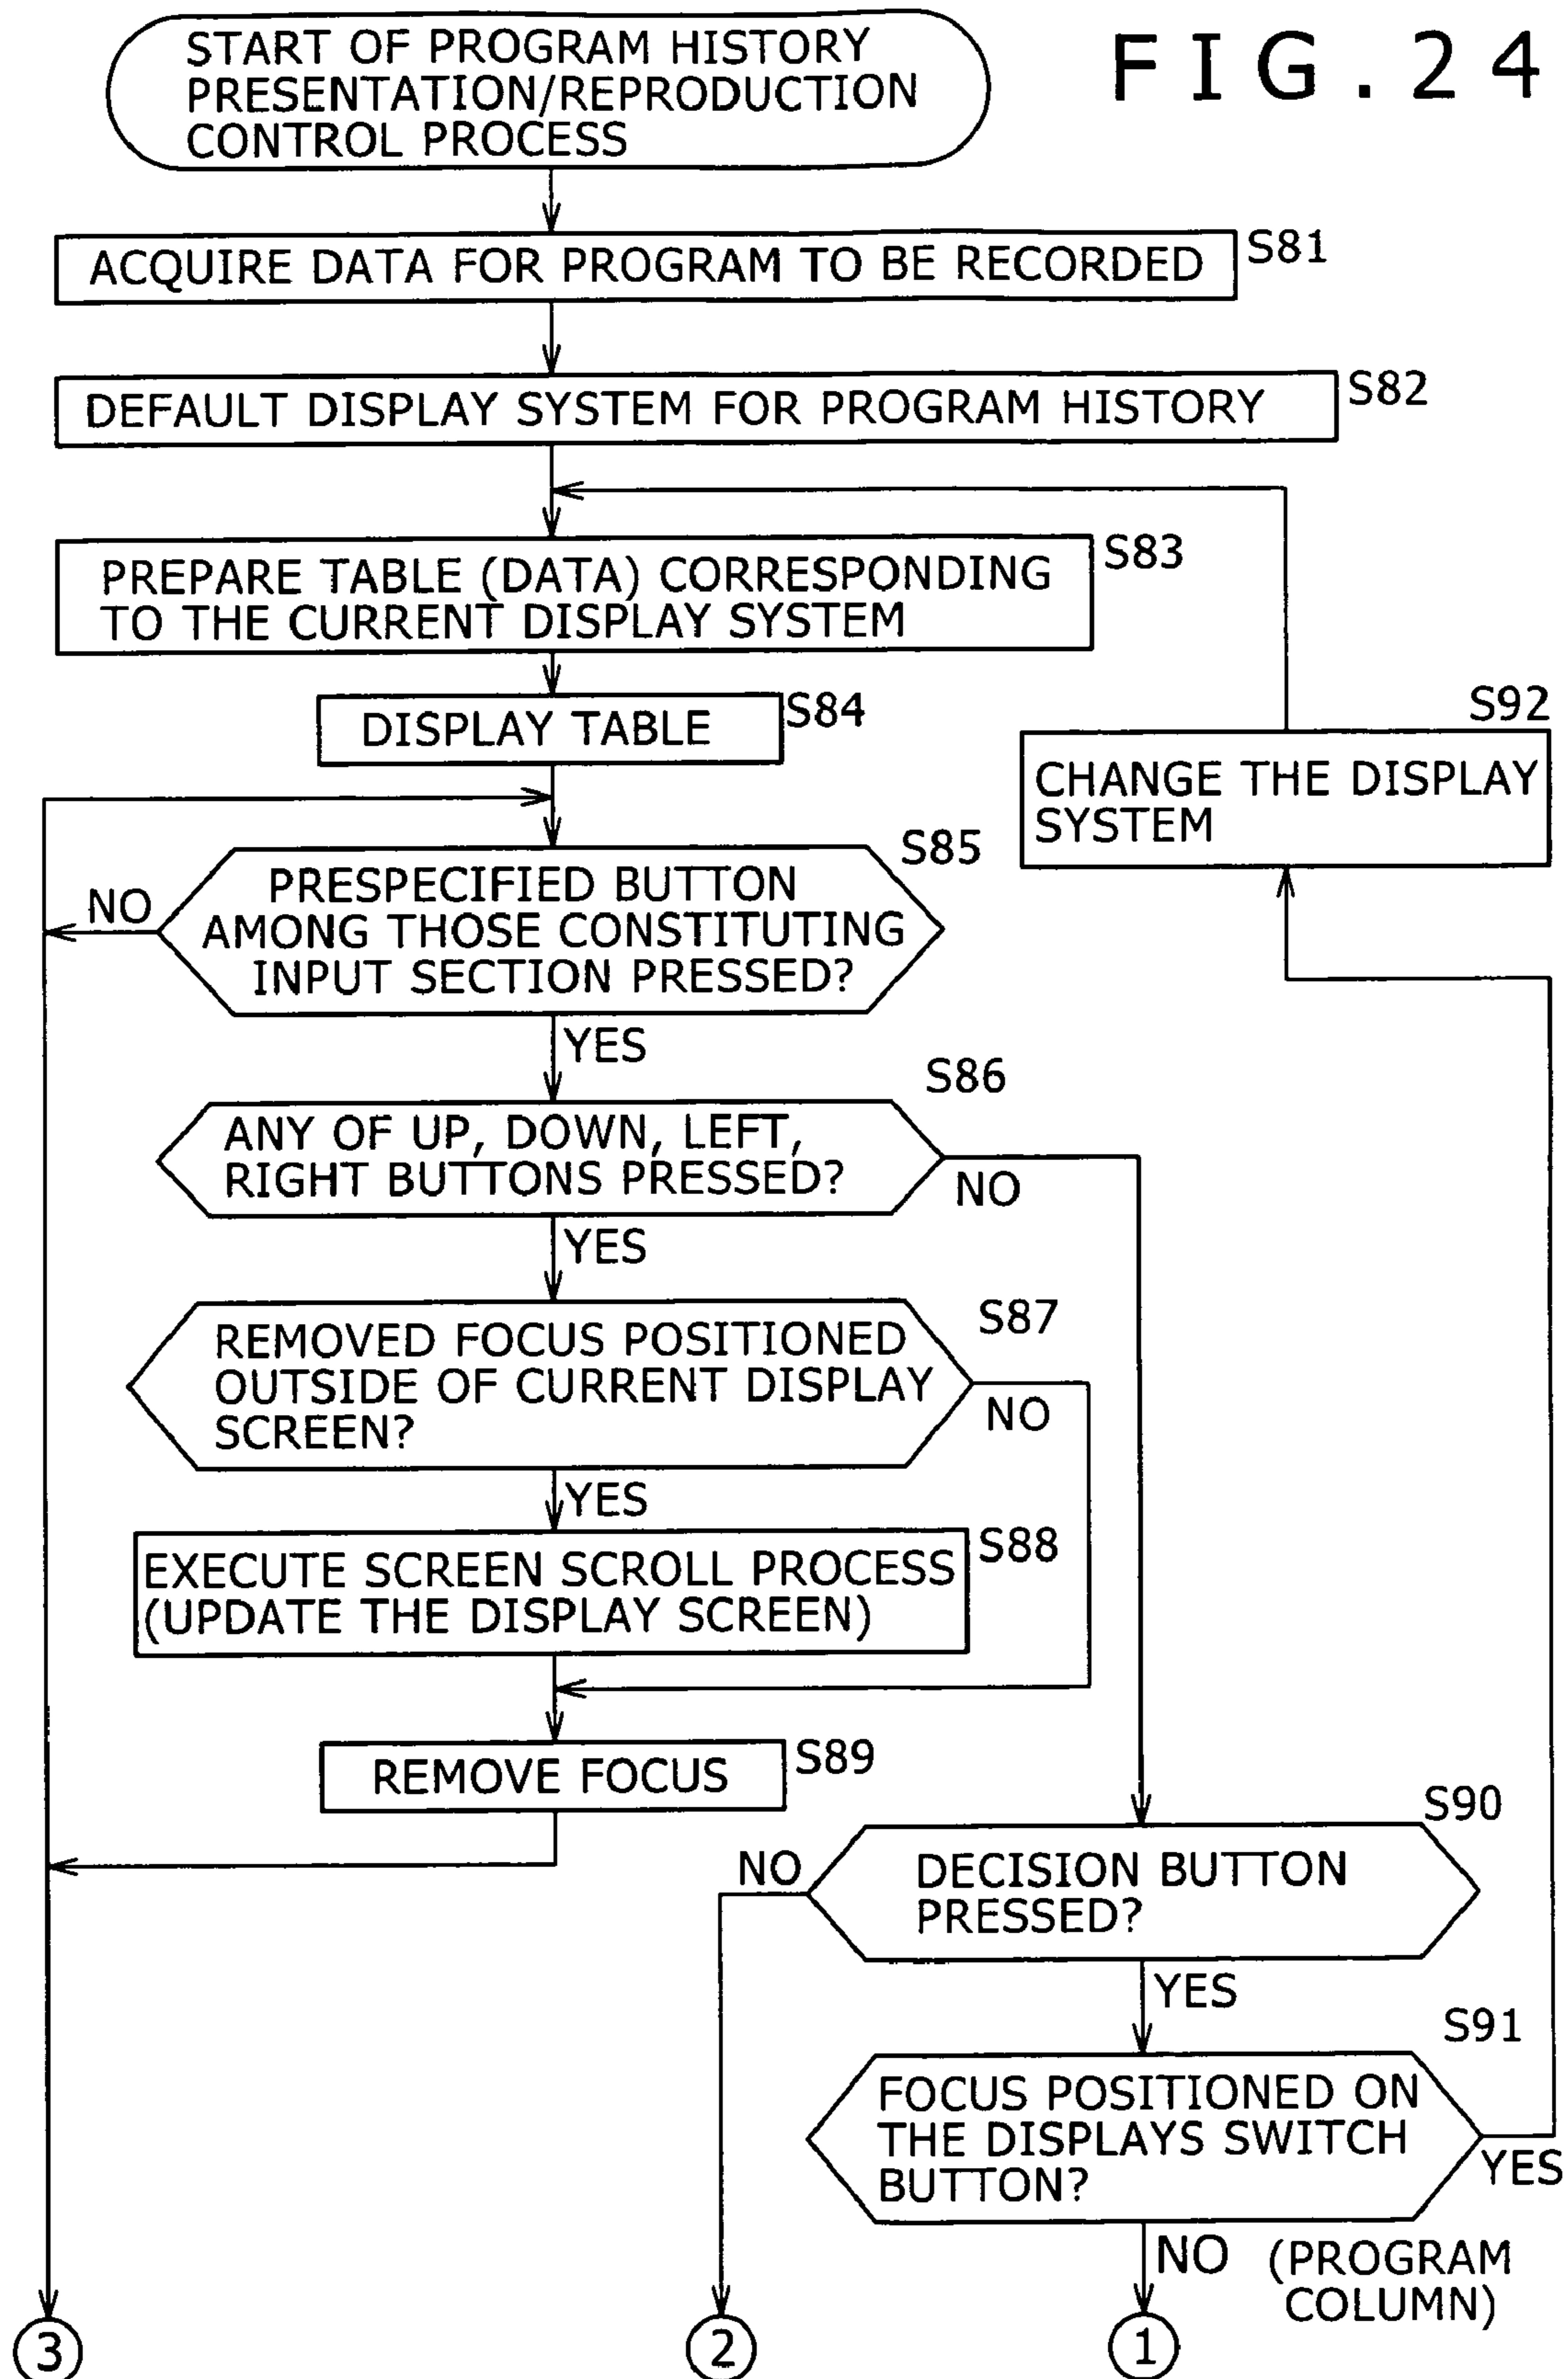 FIG.24
START OF PROGRAM HISTORY
PRESENTATION/REPRODUCTION
CONTROL PROCESS
ACQUIRE DATA FOR PROGRAM TO BE RECORDED
S81
DEFAULT DISPLAY SYSTEM FOR PROGRAM HISTORY
S82
PREPARE TABLE (DATA) CORRESPONDING
TO THE CURRENT DISPLAY SYSTEM
S83
DISPLAY TABLE
S84
S92
CHANGE THE DISPLAY
SYSTEM
S85
PRESPECIFIED BUTTON
AMONG THOSE CONSTITUTING
INPUT SECTION PRESSED?
NO
YES
S86
ANY OF UP, DOWN, LEFT,
RIGHT BUTTONS PRESSED?
NO
YES
S87
REMOVED FOCUS POSITIONED
OUTSIDE OF CURRENT DISPLAY
SCREEN?
NO
YES
S88
EXECUTE SCREEN SCROLL PROCESS
(UPDATE THE DISPLAY SCREEN)
S89
REMOVE FOCUS
S90
DECISION BUTTON
PRESSED?
NO
YES
S91
FOCUS POSITIONED ON
THE DISPLAYS SWITCH
BUTTON?
YES
NO (PROGRAM
COLUMN)
3
2
1